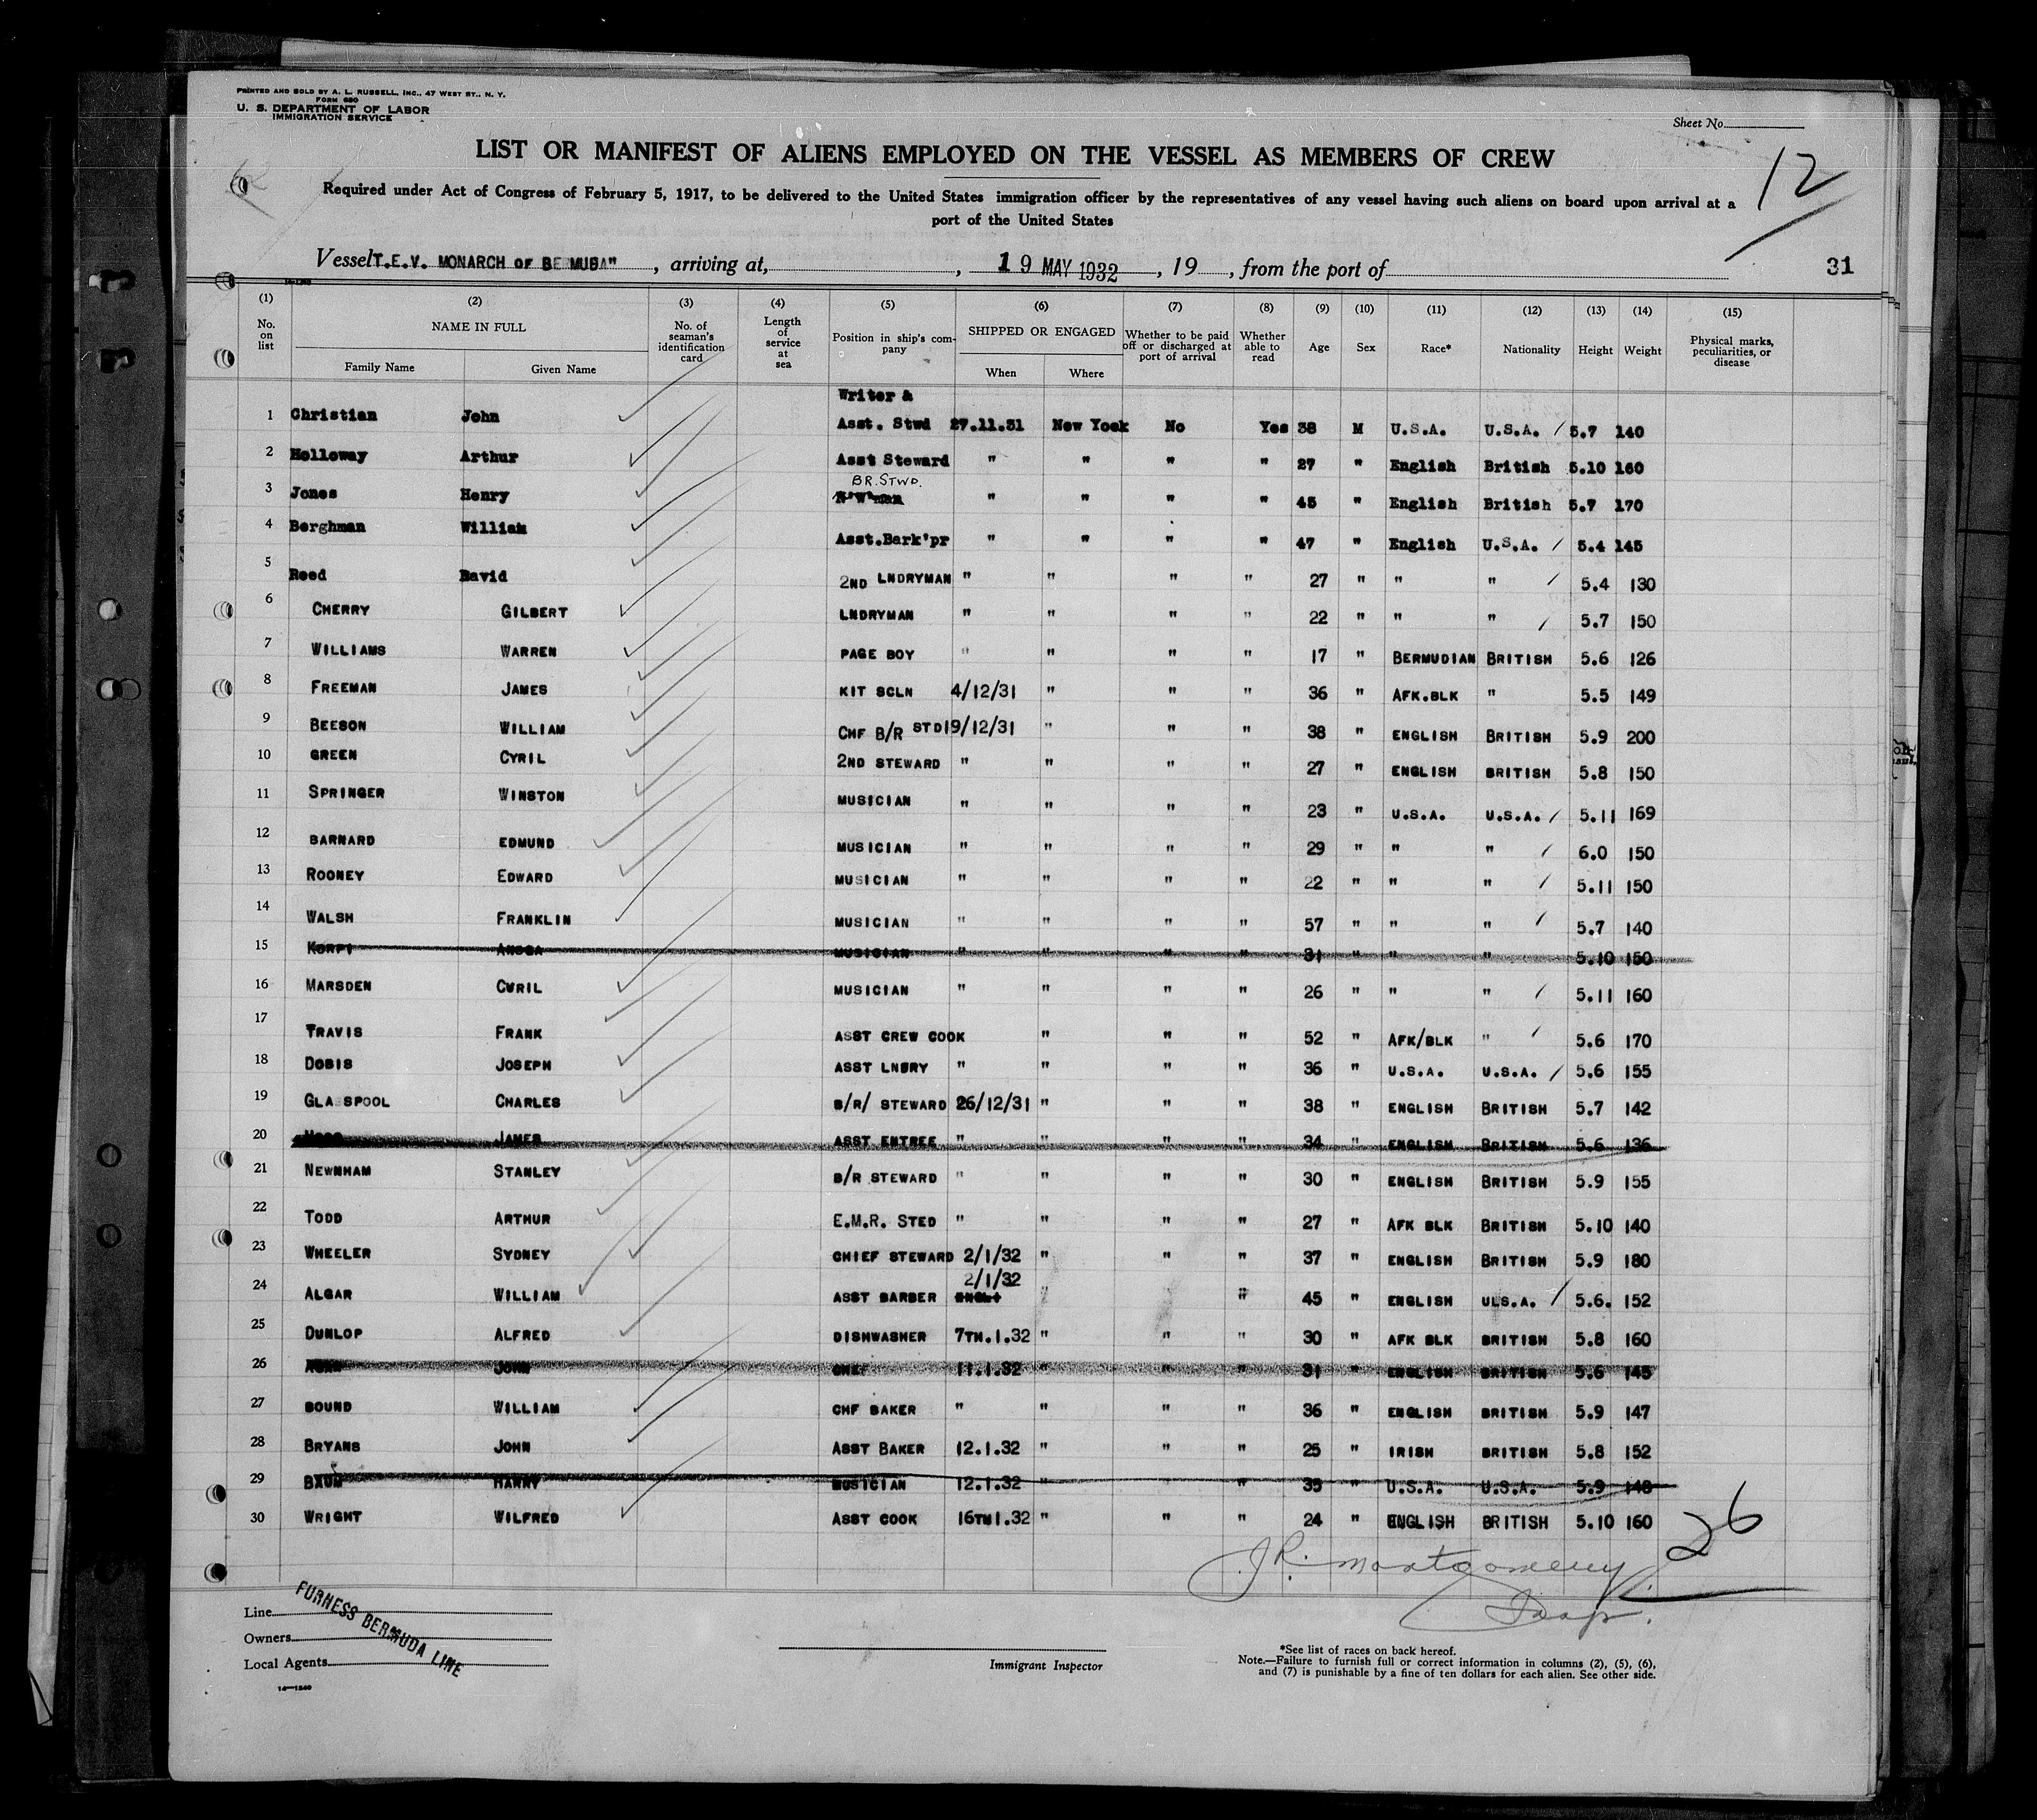 PRINTED AND SOLD BY A. L. RUSSELL, INC., 47 WEST ST., N. Y.
FORM 680
U. S. DEPARTMENT OF LABOR
IMMIGRATION SERVICE
Sheet No.
LIST OR MANIFEST OF ALIENS EMPLOYED ON THE VESSEL AS MEMBERS OF CREW
12
Required under Act of Congress of February 5, 1917, to be delivered to the United States immigration officer by the representatives of any vessel having such aliens on board upon arrival at a
port of the United States
Vessel T.E.V. MONARCH OF BERMUDA" , arriving at, , 19 MAY 1932 , 19 , from the port of 31
(1) (2) (3) (4) (5) (6) (7) (8) (9) (10) (11) (12) (13) (14) (15)
No. on list NAME IN FULL Family Name Given Name No. of seaman's identification card Length of service at sea Position in ship's company SHIPPED OR ENGAGED When Where Whether to be paid off or discharged at port of arrival Whether able to read Age Sex Race* Nationality Height Weight Physical marks, peculiarities, or disease
1 Christian John Writer & Asst. Stwd 27.11.31 New Yook No Yes 38 M U.S.A. U.S.A. 5.7 140
2 Holloway Arthur Asst Steward " " " " 27 " English British 5.10 160
3 Jones Henry BR. STWD. " " " " 45 " English British 5.7 170
4 Berghman William Asst.Bark'pr " " " " 47 " English U.S.A. 5.4 145
5 Reed David 2ND LNDRYMAN " " " " 27 " " " 5.4 130
6 CHERRY GILBERT LNDRYMAN " " " " 22 " " " 5.7 150
7 WILLIAMS WARREN PAGE BOY " " " " 17 " BERMUDIAN BRITISH 5.6 126
8 FREEMAN JAMES KIT SCLN 4/12/31 " " " 36 " AFK.BLK " 5.5 149
9 BEESON WILLIAM CHF B/R STD 19/12/31 " " " 38 " ENGLISH BRITISH 5.9 200
10 GREEN CYRIL 2ND STEWARD " " " " 27 " ENGLISH BRITISH 5.8 150
11 SPRINGER WINSTON MUSICIAN " " " " 23 " U.S.A. U.S.A. 5.11 169
12 BARNARD EDMUND MUSICIAN " " " " 29 " " " 6.0 150
13 ROONEY EDWARD MUSICIAN " " " " 22 " " " 5.11 150
14 WALSH FRANKLIN MUSICIAN " " " " 57 " " " 5.7 140
15 KORPI MUSICIAN " " " " 31 " " " 5.10 150
16 MARSDEN CYRIL MUSICIAN " " " " 26 " " " 5.11 160
17 TRAVIS FRANK ASST CREW COOK " " " 52 " AFK/BLK " 5.6 170
18 DOBIS JOSEPH ASST LNDRY " " " " 36 " U.S.A. U.S.A. 5.6 155
19 GLASSPOOL CHARLES B/R/ STEWARD 26/12/31 " " " 38 " ENGLISH BRITISH 5.7 142
20 JAMES ASST ENTREE " " " " 34 " ENGLISH BRITISH 5.6 136
21 NEWNHAM STANLEY B/R STEWARD " " " " 30 " ENGLISH BRITISH 5.9 155
22 TODD ARTHUR E.M.R. STED " " " " 27 " AFK BLK BRITISH 5.10 140
23 WHEELER SYDNEY CHIEF STEWARD 2/1/32 " " " 37 " ENGLISH BRITISH 5.9 180
24 ALGAR WILLIAM ASST BARBER 2/1/32 " " 45 " ENGLISH ULS.A. 5.6. 152
25 DUNLOP ALFRED DISHWASHER 7TH.1.32 " " " 30 " AFK BLK BRITISH 5.8 160
26 JOHN CHEF 11.1.32 " " " 31 " ENGLISH BRITISH 5.6 145
27 BOUND WILLIAM CHF BAKER " " " " 36 " ENGLISH BRITISH 5.9 147
28 BRYANS JOHN ASST BAKER 12.1.32 " " " 25 " IRISH BRITISH 5.8 152
29 BAUM HARRY MUSICIAN 12.1.32 " " " 35 " U.S.A. U.S.A. 5.9 140
30 WRIGHT WILFRED ASST COOK 16TH1.32 " " " 24 " ENGLISH BRITISH 5.10 160
26
J.R. Montgomery
Insp.
Line
Owners
Local Agents
FURNESS BERMUDA LINE
Immigrant Inspector
*See list of races on back hereof.
Note.—Failure to furnish full or correct information in columns (2), (5), (6),
and (7) is punishable by a fine of ten dollars for each alien. See other side.
14—1240